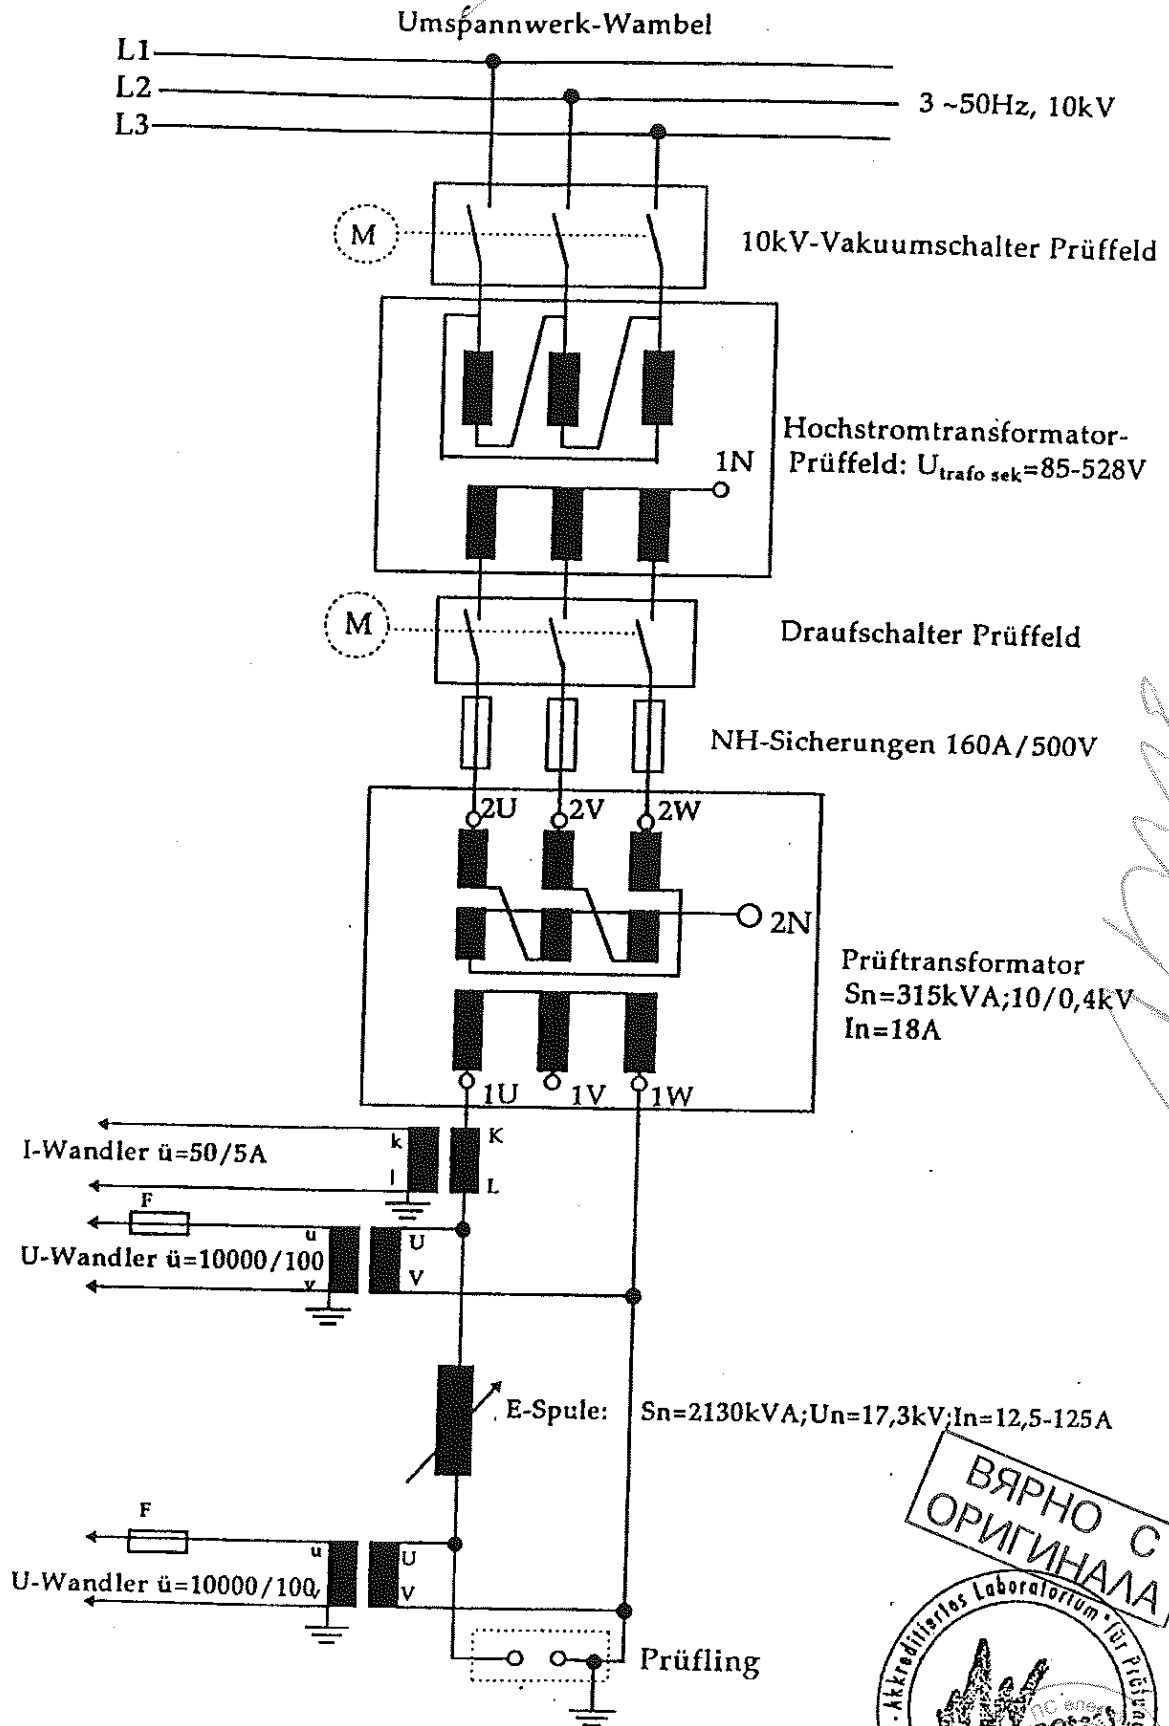 Umspannwerk-Wambel
L1
L2
L3
3 ~50Hz, 10kV
M
10kV-Vakuumschalter Prüffeld
Hochstromtransformator-
Prüffeld: Utrafo sek=85-528V
1N
M
Draufschalter Prüffeld
NH-Sicherungen 160A/500V
2U
2V
2W
2N
Prüftransformator
Sn=315kVA;10/0,4kV
In=18A
1U
1V
1W
I-Wandler ü=50/5A
k
l
K
L
F
U-Wandler ü=10000/100
u
v
U
V
E-Spule: Sn=2130kVA;Un=17,3kV;In=12,5-125A
F
U-Wandler ü=10000/100
u
v
U
V
Prüfling
ВЯРНО С
ОРИГИНАЛА
Akkreditiertes Laboratorium für